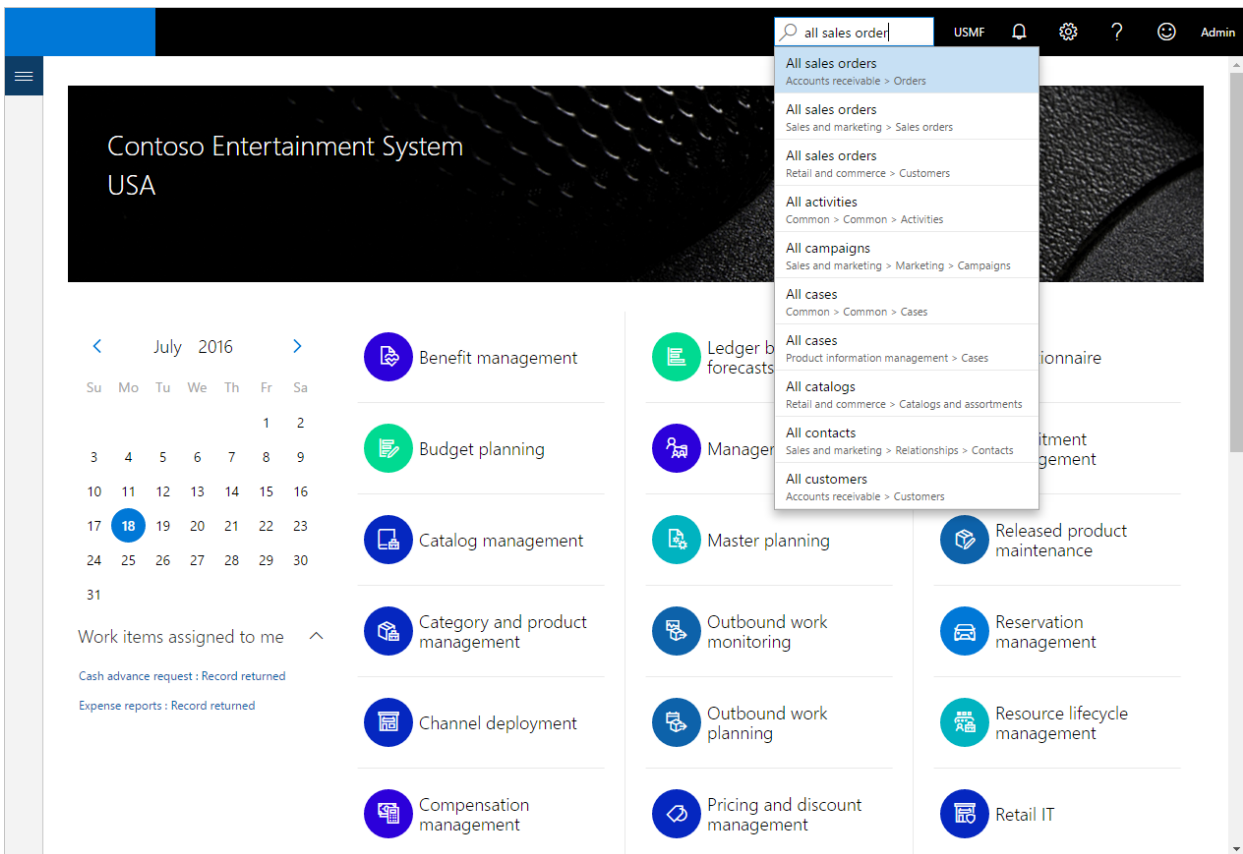 all sales order
USMF
?
Admin
All sales orders
Accounts receivable > Orders
All sales orders
Sales and marketing > Sales orders
All sales orders
Retail and commerce > Customers
All activities
Common > Common > Activities
All campaigns
Sales and marketing > Marketing > Campaigns
All cases
Common > Common > Cases
All cases
Product information management > Cases
All catalogs
Retail and commerce > Catalogs and assortments
All contacts
Sales and marketing > Relationships > Contacts
All customers
Accounts receivable > Customers
Contoso Entertainment System
USA
July 2016
Su Mo Tu We Th Fr Sa
1 2
3 4 5 6 7 8 9
10 11 12 13 14 15 16
17 18 19 20 21 22 23
24 25 26 27 28 29 30
31
Work items assigned to me
Cash advance request : Record returned
Expense reports : Record returned
Benefit management
Budget planning
Catalog management
Category and product
management
Channel deployment
Compensation
management
Ledger b
forecasts
Manager
Master planning
Outbound work
monitoring
Outbound work
planning
Pricing and discount
management
ionnaire
itment
gement
Released product
maintenance
Reservation
management
Resource lifecycle
management
Retail IT